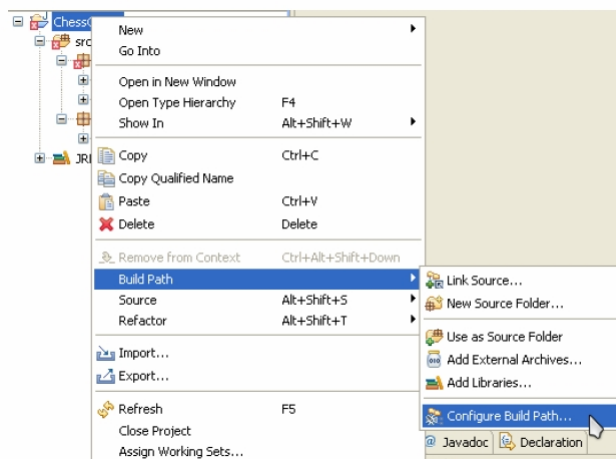 New
Go Into
src
Open in New Window
Open Type Hierarchy F4
Show In Alt+Shift+W
Copy Ctrl+C
JRE
Copy Qualified Name
Paste Ctrl+V
Delete Delete
Remove from Context Ctrl+Alt+Shift+Down
Build Path
Source Alt+Shift+S
Refactor Alt+Shift+T
Import...
Export...
Refresh F5
Close Project
Assign Working Sets...
Link Source...
New Source Folder...
Use as Source Folder
Add External Archives...
Add Libraries...
Configure Build Path...
@ Javadoc Declaration